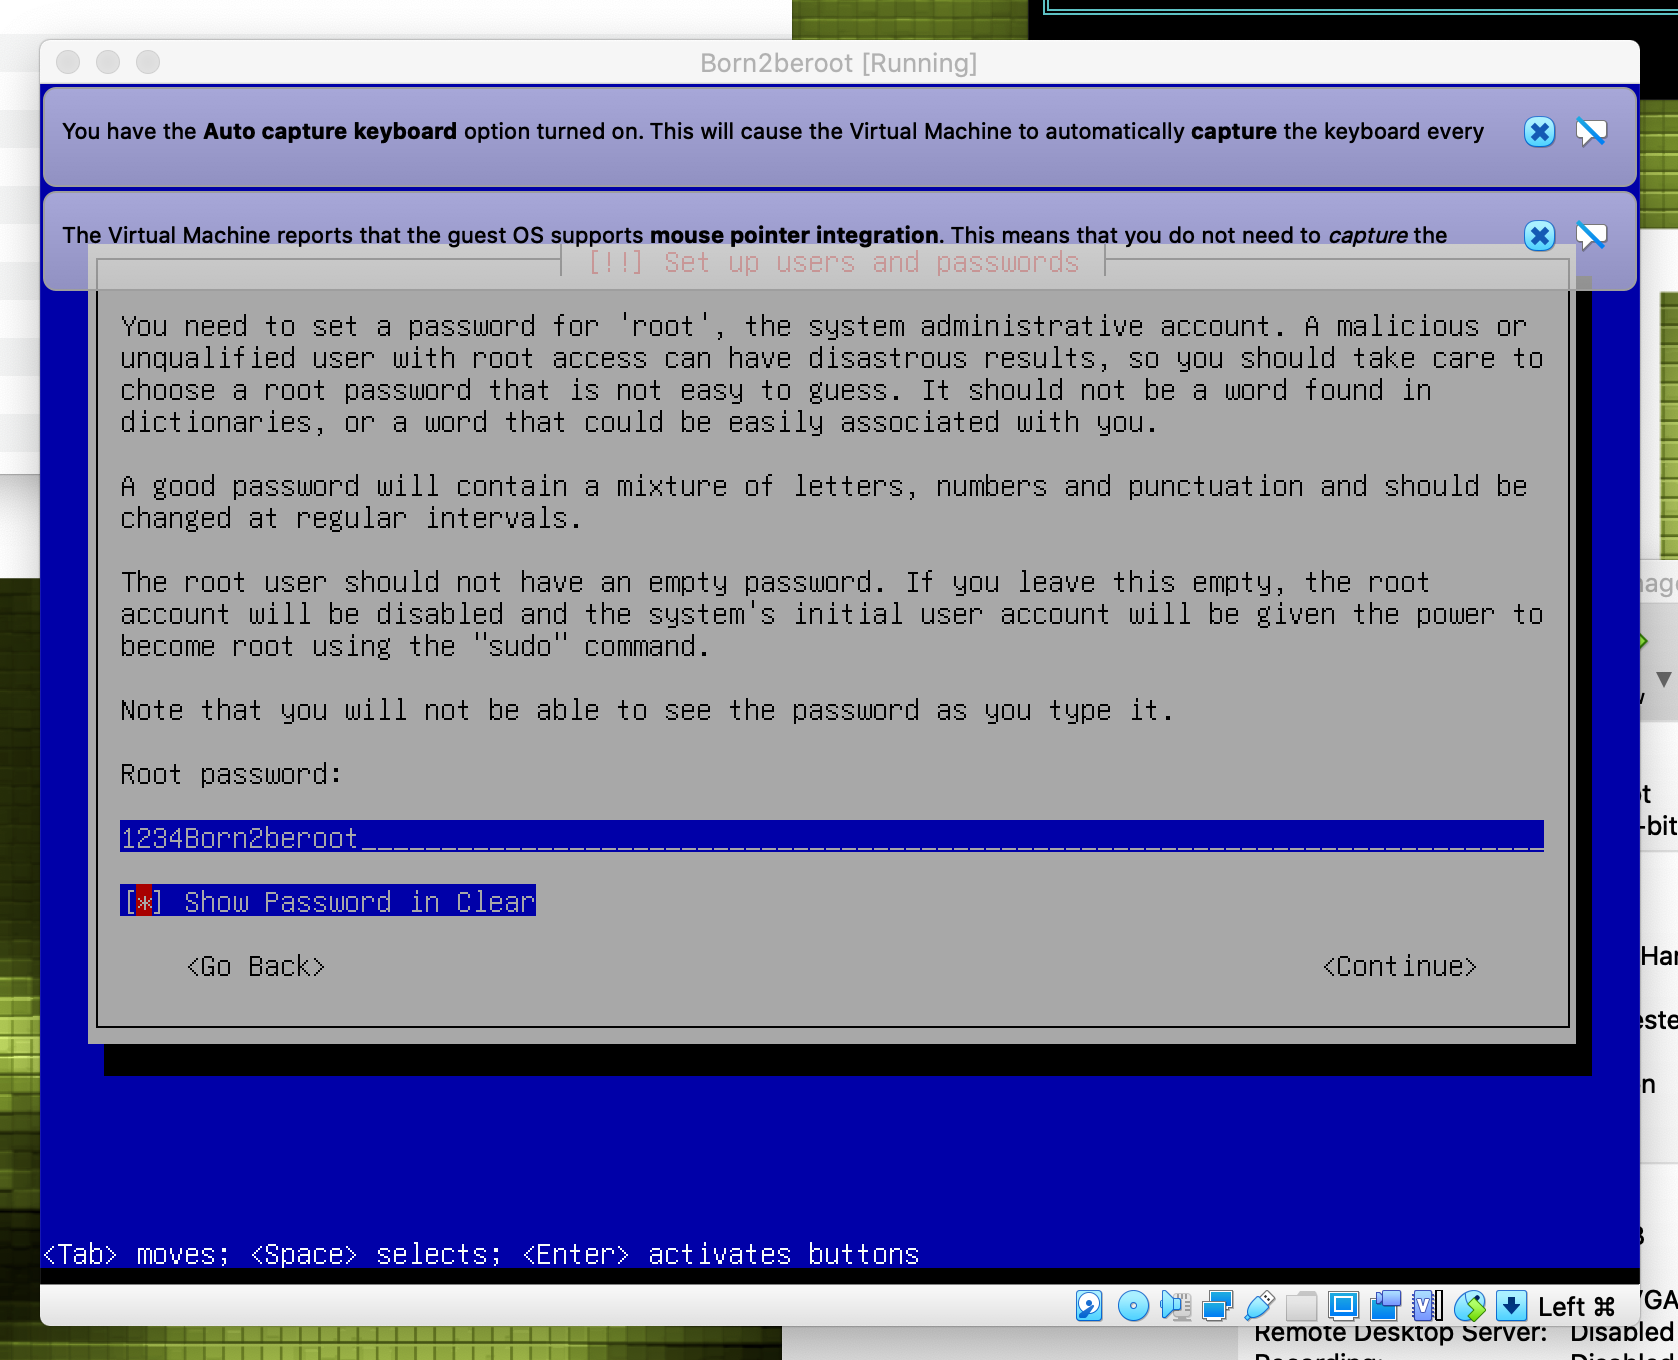 Born2beroot [Running]
You have the Auto capture keyboard option turned on. This will cause the Virtual Machine to automatically capture the keyboard every
The Virtual Machine reports that the guest OS supports mouse pointer integration. This means that you do not need to capture the
[!!] Set up users and passwords
You need to set a password for 'root', the system administrative account. A malicious or
unqualified user with root access can have disastrous results, so you should take care to
choose a root password that is not easy to guess. It should not be a word found in
dictionaries, or a word that could be easily associated with you.
A good password will contain a mixture of letters, numbers and punctuation and should be
changed at regular intervals.
The root user should not have an empty password. If you leave this empty, the root
account will be disabled and the system's initial user account will be given the power to
become root using the "sudo" command.
Note that you will not be able to see the password as you type it.
Root password:
1234Born2beroot
[*] Show Password in Clear
<Go Back> <Continue>
<Tab> moves; <Space> selects; <Enter> activates buttons
Left ⌘
-bit
Remote Desktop Server: Disabled